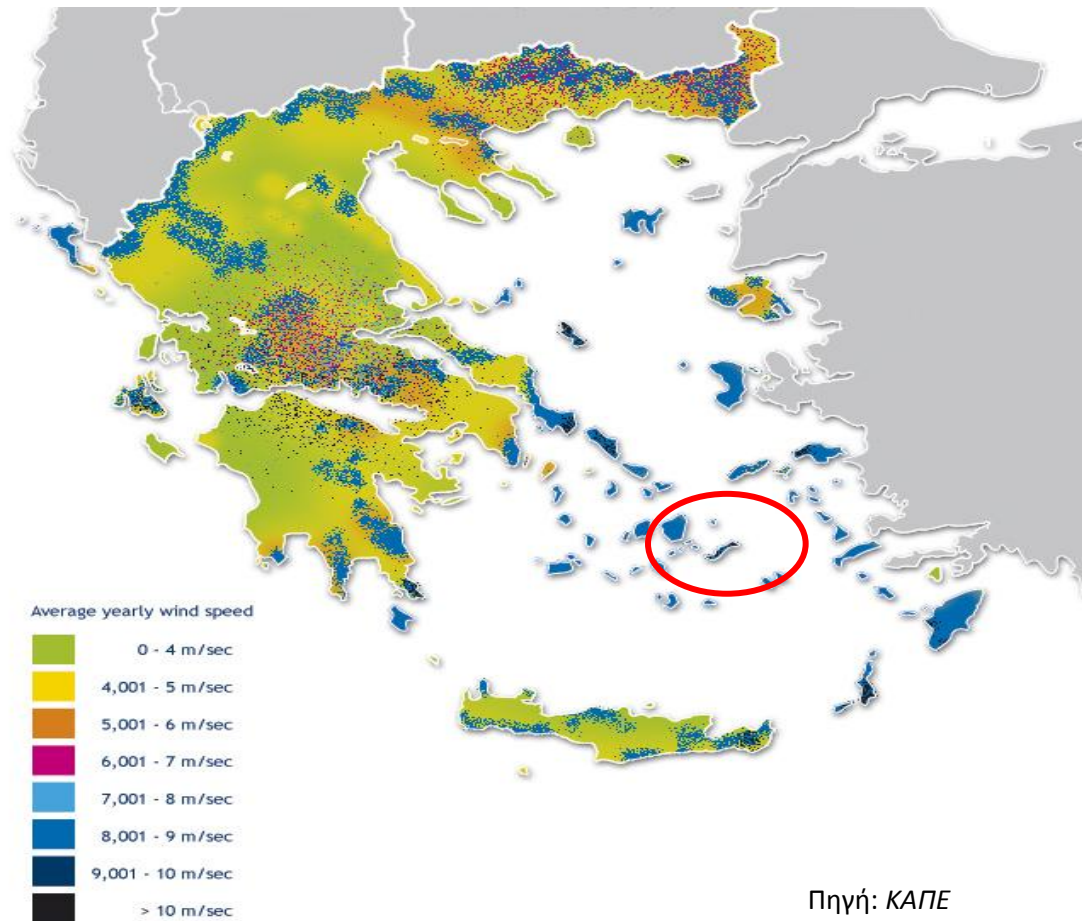 Average yearly wind speed
0 - 4 m/sec
4,001 - 5 m/sec
5,001 - 6 m/sec
6,001 - 7 m/sec
7,001 - 8 m/sec
8,001 - 9 m/sec
9,001 - 10 m/sec
> 10 m/sec
Πηγή: ΚΑΠΕ